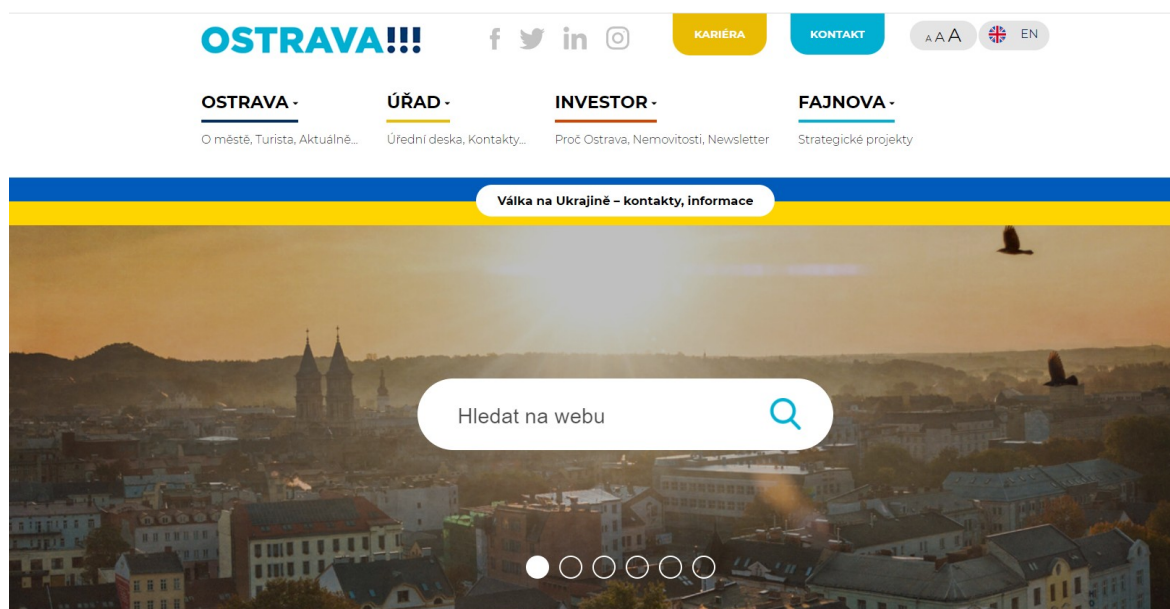 OSTRAVA!!!
KARIÉRA
KONTAKT
A A A
EN
OSTRAVA
ÚŘAD
INVESTOR
FAJNOVA
O městě, Turista, Aktuálně...
Úřední deska, Kontakty...
Proč Ostrava, Nemovitosti, Newsletter
Strategické projekty
Válka na Ukrajině – kontakty, informace
Hledat na webu